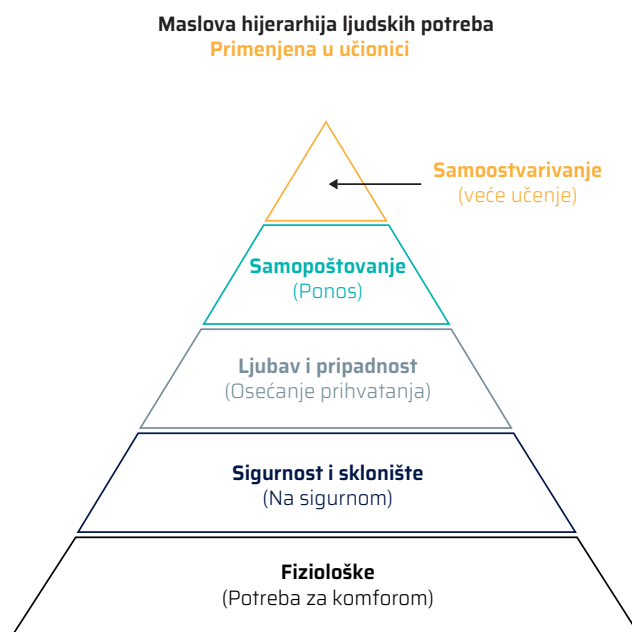 Maslova hijerarhija ljudskih potreba
Primenjena u učionici
Samoostvarivanje
(veće učenje)
Samopoštovanje
(Ponos)
Ljubav i pripadnost
(Osećanje prihvatanja)
Sigurnost i sklonište
(Na sigurnom)
Fiziološke
(Potreba za komforom)